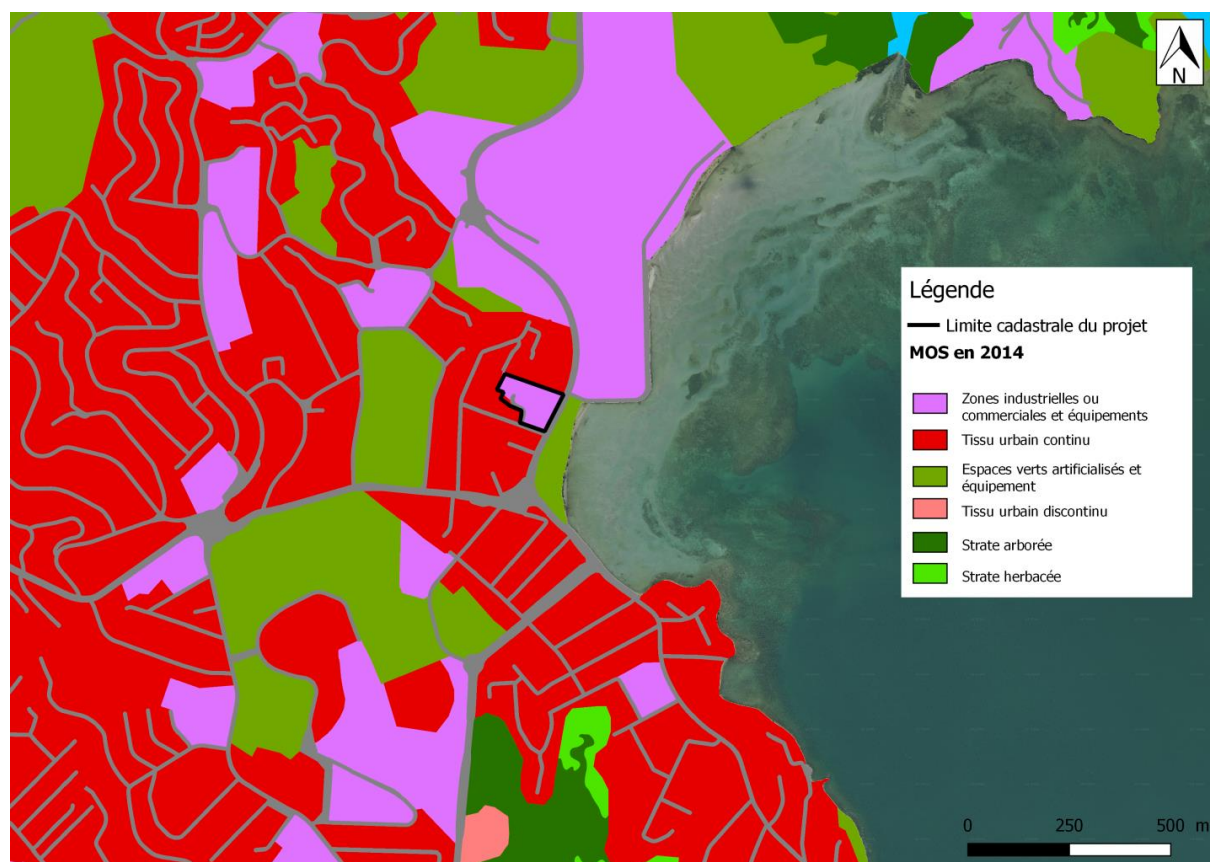 N
Légende
Limite cadastrale du projet
MOS en 2014
Zones industrielles ou
commerciales et équipements
Tissu urbain continu
Espaces verts artificialisés et
équipement
Tissu urbain discontinu
Strate arborée
Strate herbacée
0 250 500 m